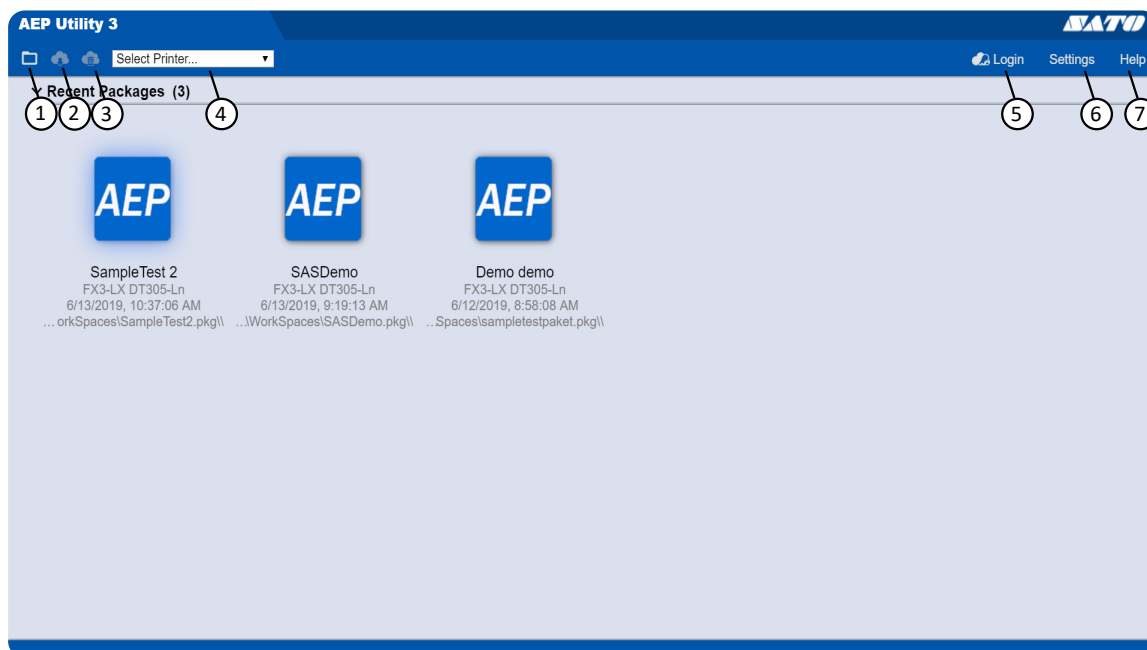 AEP Utility 3
SATO
Select Printer...
Login Settings Help
Recent Packages (3)
1 2 3 4 5 6 7
AEP AEP AEP
SampleTest 2 SASDemo Demo demo
FX3-LX DT305-Ln FX3-LX DT305-Ln FX3-LX DT305-Ln
6/13/2019, 10:37:06 AM 6/13/2019, 9:19:13 AM 6/12/2019, 8:58:08 AM
...orkSpaces\SampleTest2.pkg\\ ...\WorkSpaces\SASDemo.pkg\\ ...Spaces\sampletestpaket.pkg\\